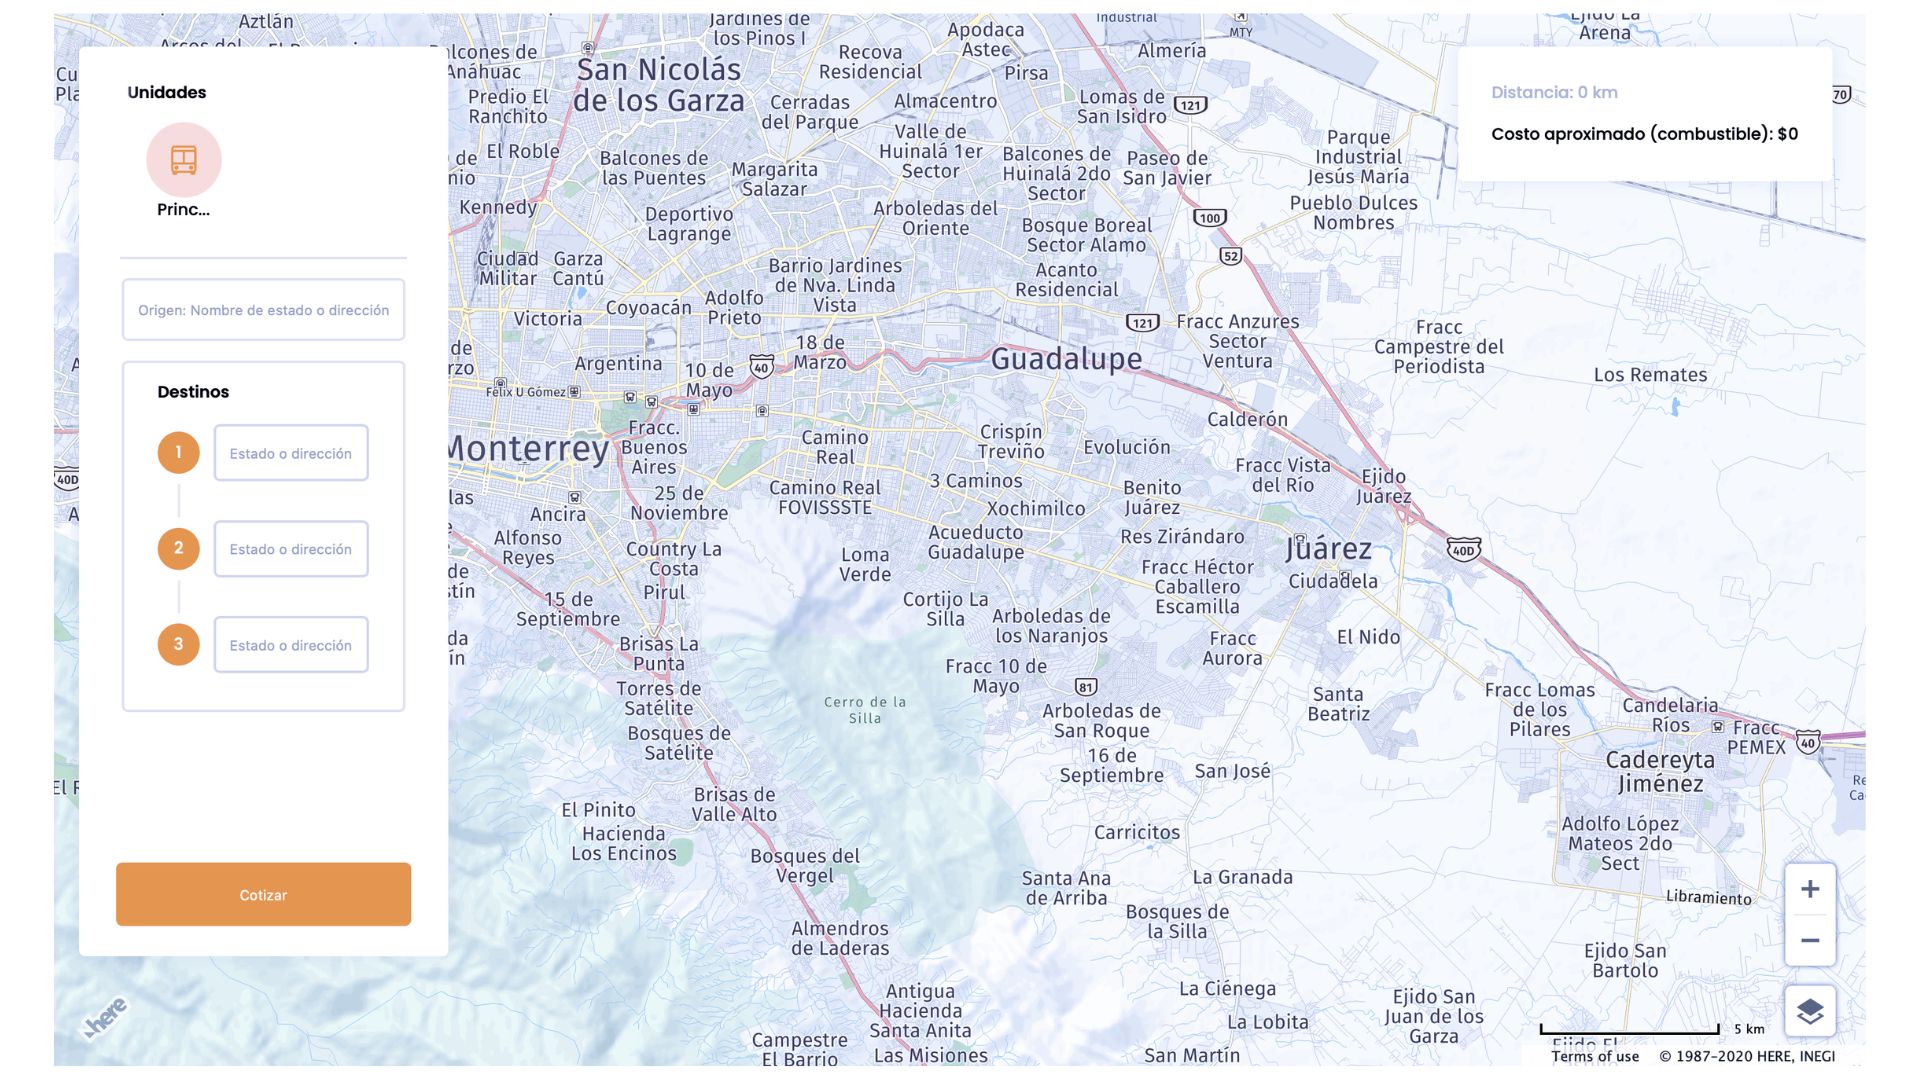 Unidades
Princ...
Origen: Nombre de estado o dirección
Destinos
1
Estado o dirección
2
Estado o dirección
3
Estado o dirección
Cotizar
Distancia: 0 km
Costo aproximado (combustible): $0
Aztlán
Jardines de
los Pinos I
Industrial
MTY
Apodaca
Astec
Almería
Arena
70
Anáhuac
San Nicolás
de los Garza
Recova
Residencial
Pirsa
Predio El
Ranchito
Cerradas
del Parque
Almacentro
Lomas de
San Isidro
121
Valle de
Huinalá 1er
Sector
Parque
Industrial
Jesús María
El Roble
Balcones de
las Puentes
Margarita
Salazar
Balcones de
Huinalá 2do
Sector
Paseo de
San Javier
Kennedy
Deportivo
Lagrange
Arboledas del
Oriente
100
Pueblo Dulces
Nombres
Bosque Boreal
Sector Alamo
52
Ciudad
Militar
Garza
Cantú
Barrio Jardines
de Nva. Linda
Vista
Acanto
Residencial
Victoria
Coyoacán
Adolfo
Prieto
121
Fracc Anzures
Sector
Ventura
Fracc
Campestre del
Periodista
Argentina
10 de
Mayo
40
18 de
Marzo
Guadalupe
Los Remates
Félix U Gómez
Calderón
Monterrey
Fracc.
Buenos
Aires
Camino
Real
Crispín
Treviño
Evolución
40D
Fracc Vista
del Río
Ejido
Juárez
25 de
Noviembre
Camino Real
FOVISSSTE
3 Caminos
Xochimilco
Benito
Juárez
Ancira
Alfonso
Reyes
Country La
Costa
Loma
Verde
Acueducto
Guadalupe
Res Zirándaro
Juárez
40D
Pirul
Fracc Héctor
Caballero
Escamilla
Ciudadela
15 de
Septiembre
Cortijo La
Silla
Arboledas de
los Naranjos
Brisas La
Punta
Fracc
Aurora
El Nido
Fracc 10 de
Mayo
81
Torres de
Satélite
Cerro de la
Silla
Arboledas de
San Roque
Santa
Beatriz
Fracc Lomas
de los
Pilares
Candelaria
Ríos
Fracc
PEMEX
40
Bosques de
Satélite
16 de
Septiembre
San José
Cadereyta
Jiménez
El Pinito
Brisas de
Valle Alto
Hacienda
Los Encinos
Carricitos
Adolfo López
Mateos 2do
Sect
Bosques del
Vergel
Santa Ana
de Arriba
La Granada
Libramiento
Bosques de
la Silla
Almendros
de Laderas
Ejido San
Bartolo
Antigua
Hacienda
Santa Anita
La Ciénega
Ejido San
Juan de los
Garza
La Lobita
Campestre
El Barrio
Las Misiones
San Martín
here
+
−
5 km
Terms of use © 1987–2020 HERE, INEGI